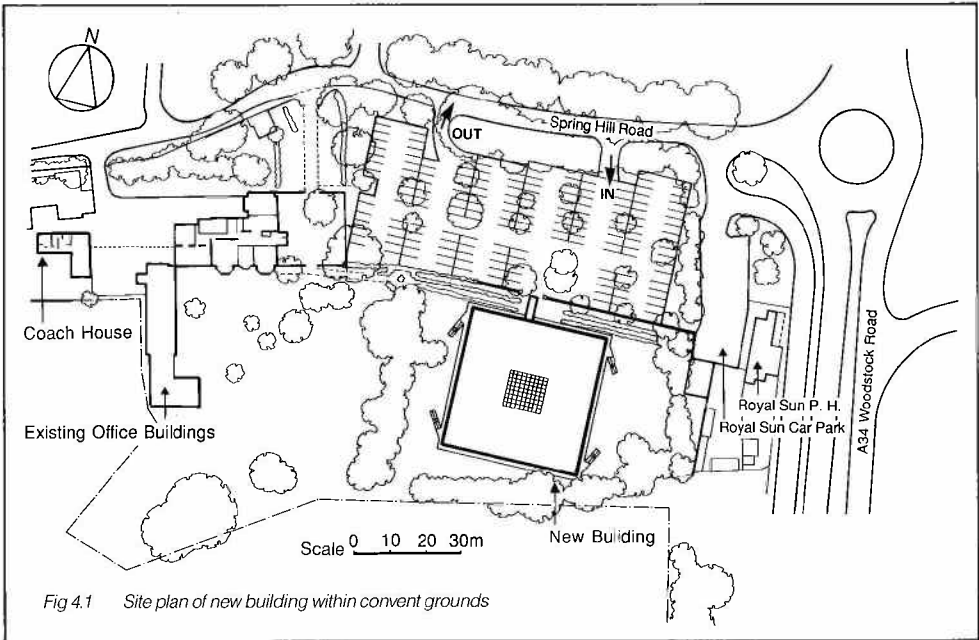 N
OUT
Spring Hill Road
IN
Coach House
Existing Office Buildings
Royal Sun P. H.
Royal Sun Car Park
A34 Woodstock Road
New Building
Scale 0 10 20 30m
Fig 4.1 Site plan of new building within convent grounds